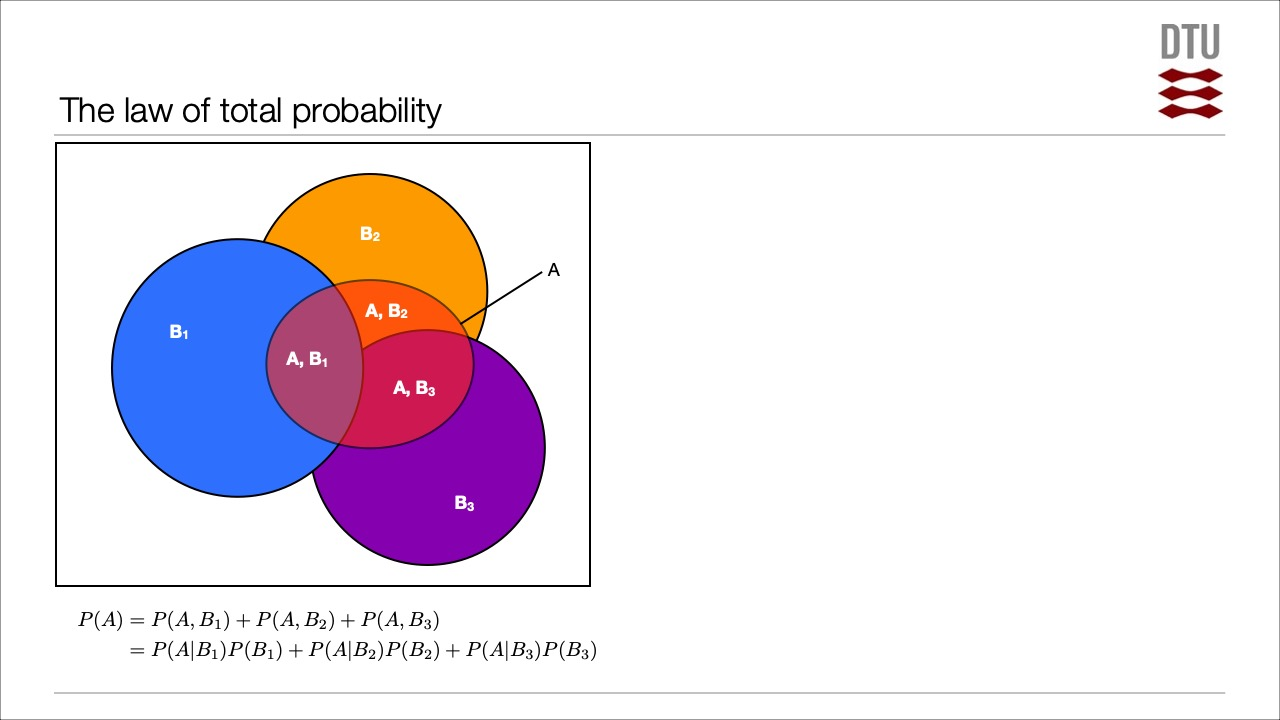 DTU
The law of total probability
B₂
A
A, B₂
B₁
A, B₁
A, B₃
B₃
P(A) = P(A, B₁) + P(A, B₂) + P(A, B₃)
= P(A|B₁)P(B₁) + P(A|B₂)P(B₂) + P(A|B₃)P(B₃)